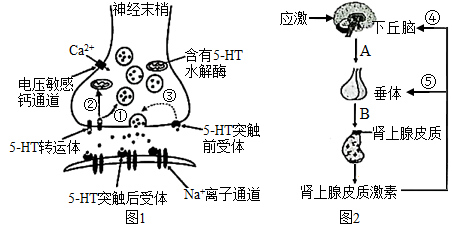 神经末梢
Ca²⁺
含有5-HT
水解酶
电压敏感
钙通道
②
①
③
5-HT转运体
5-HT突触
前受体
5-HT突触后受体
Na⁺离子通道
图1
应激
下丘脑
④
A
垂体
⑤
B
肾上腺皮质
肾上腺皮质激素
图2